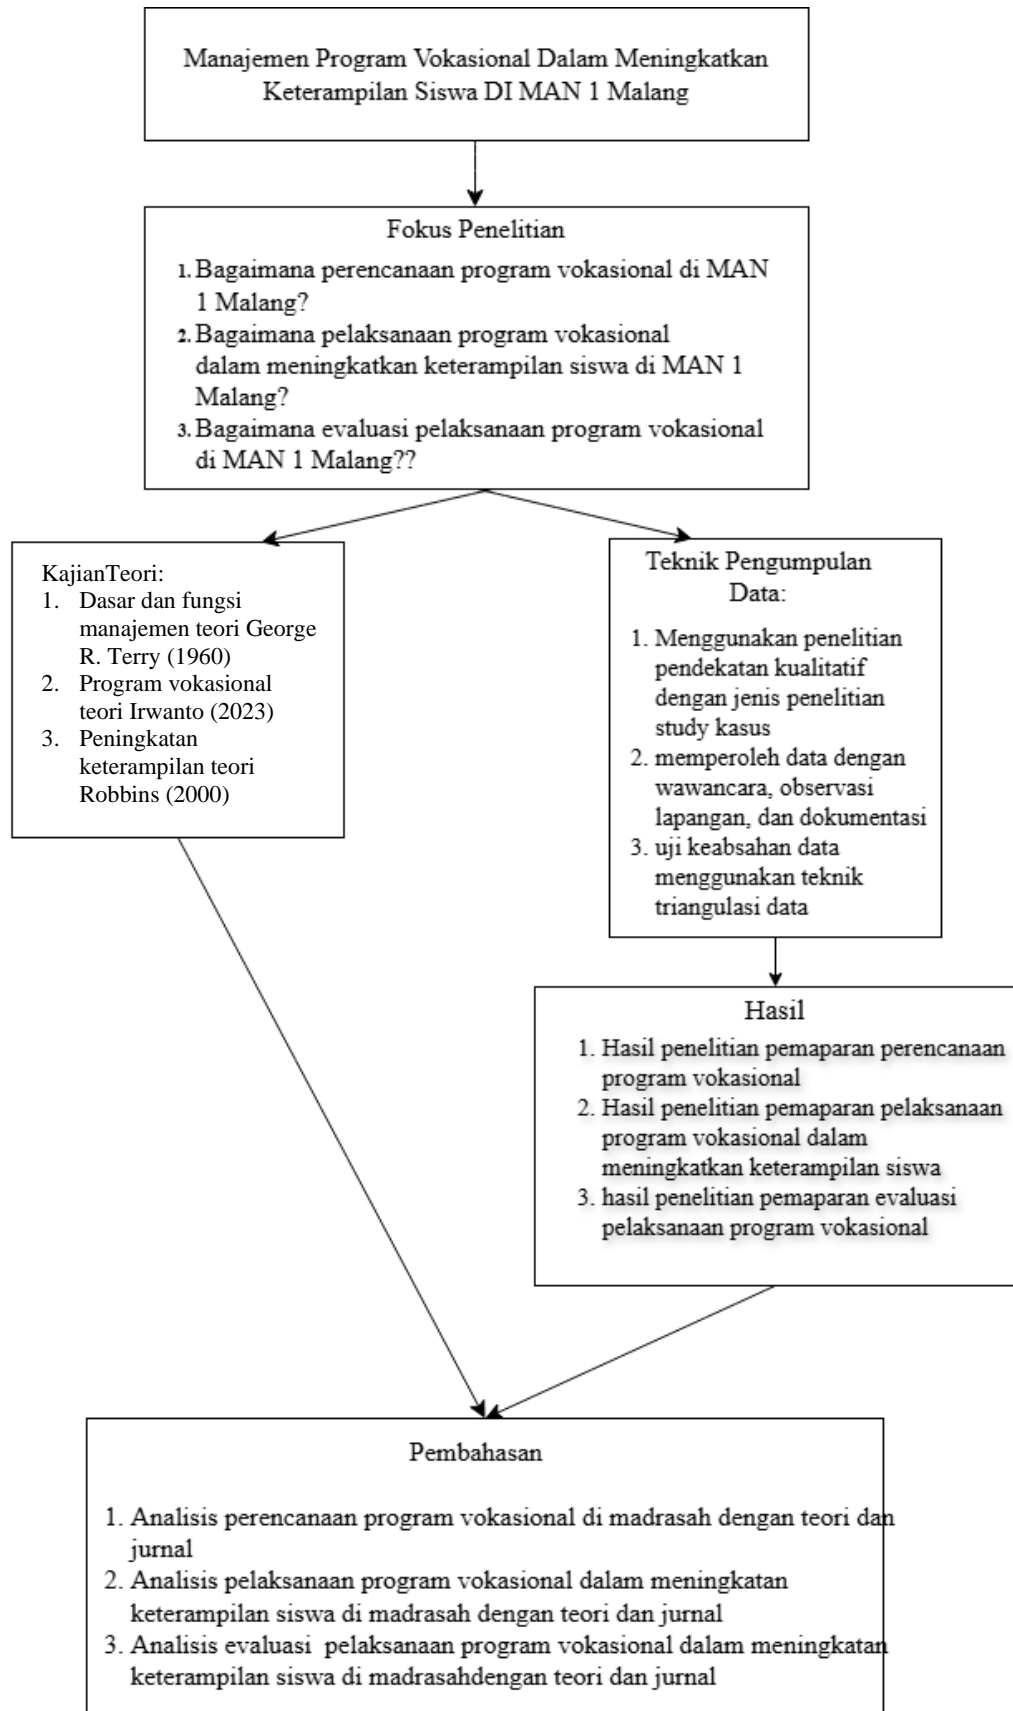 Manajemen Program Vokasional Dalam Meningkatkan
Keterampilan Siswa DI MAN 1 Malang
Fokus Penelitian
1. Bagaimana perencanaan program vokasional di MAN
1 Malang?
2. Bagaimana pelaksanaan program vokasional
dalam meningkatkan keterampilan siswa di MAN 1
Malang?
3. Bagaimana evaluasi pelaksanaan program vokasional
di MAN 1 Malang??
KajianTeori:
1. Dasar dan fungsi
manajemen teori George
R. Terry (1960)
2. Program vokasional
teori Irwanto (2023)
3. Peningkatan
keterampilan teori
Robbins (2000)
Teknik Pengumpulan
Data:
1. Menggunakan penelitian
pendekatan kualitatif
dengan jenis penelitian
study kasus
2. memperoleh data dengan
wawancara, observasi
lapangan, dan dokumentasi
3. uji keabsahan data
menggunakan teknik
triangulasi data
Hasil
1. Hasil penelitian pemaparan perencanaan
program vokasional
2. Hasil penelitian pemaparan pelaksanaan
program vokasional dalam
meningkatkan keterampilan siswa
3. hasil penelitian pemaparan evaluasi
pelaksanaan program vokasional
Pembahasan
1. Analisis perencanaan program vokasional di madrasah dengan teori dan
jurnal
2. Analisis pelaksanaan program vokasional dalam meningkatan
keterampilan siswa di madrasah dengan teori dan jurnal
3. Analisis evaluasi pelaksanaan program vokasional dalam meningkatan
keterampilan siswa di madrasahdengan teori dan jurnal